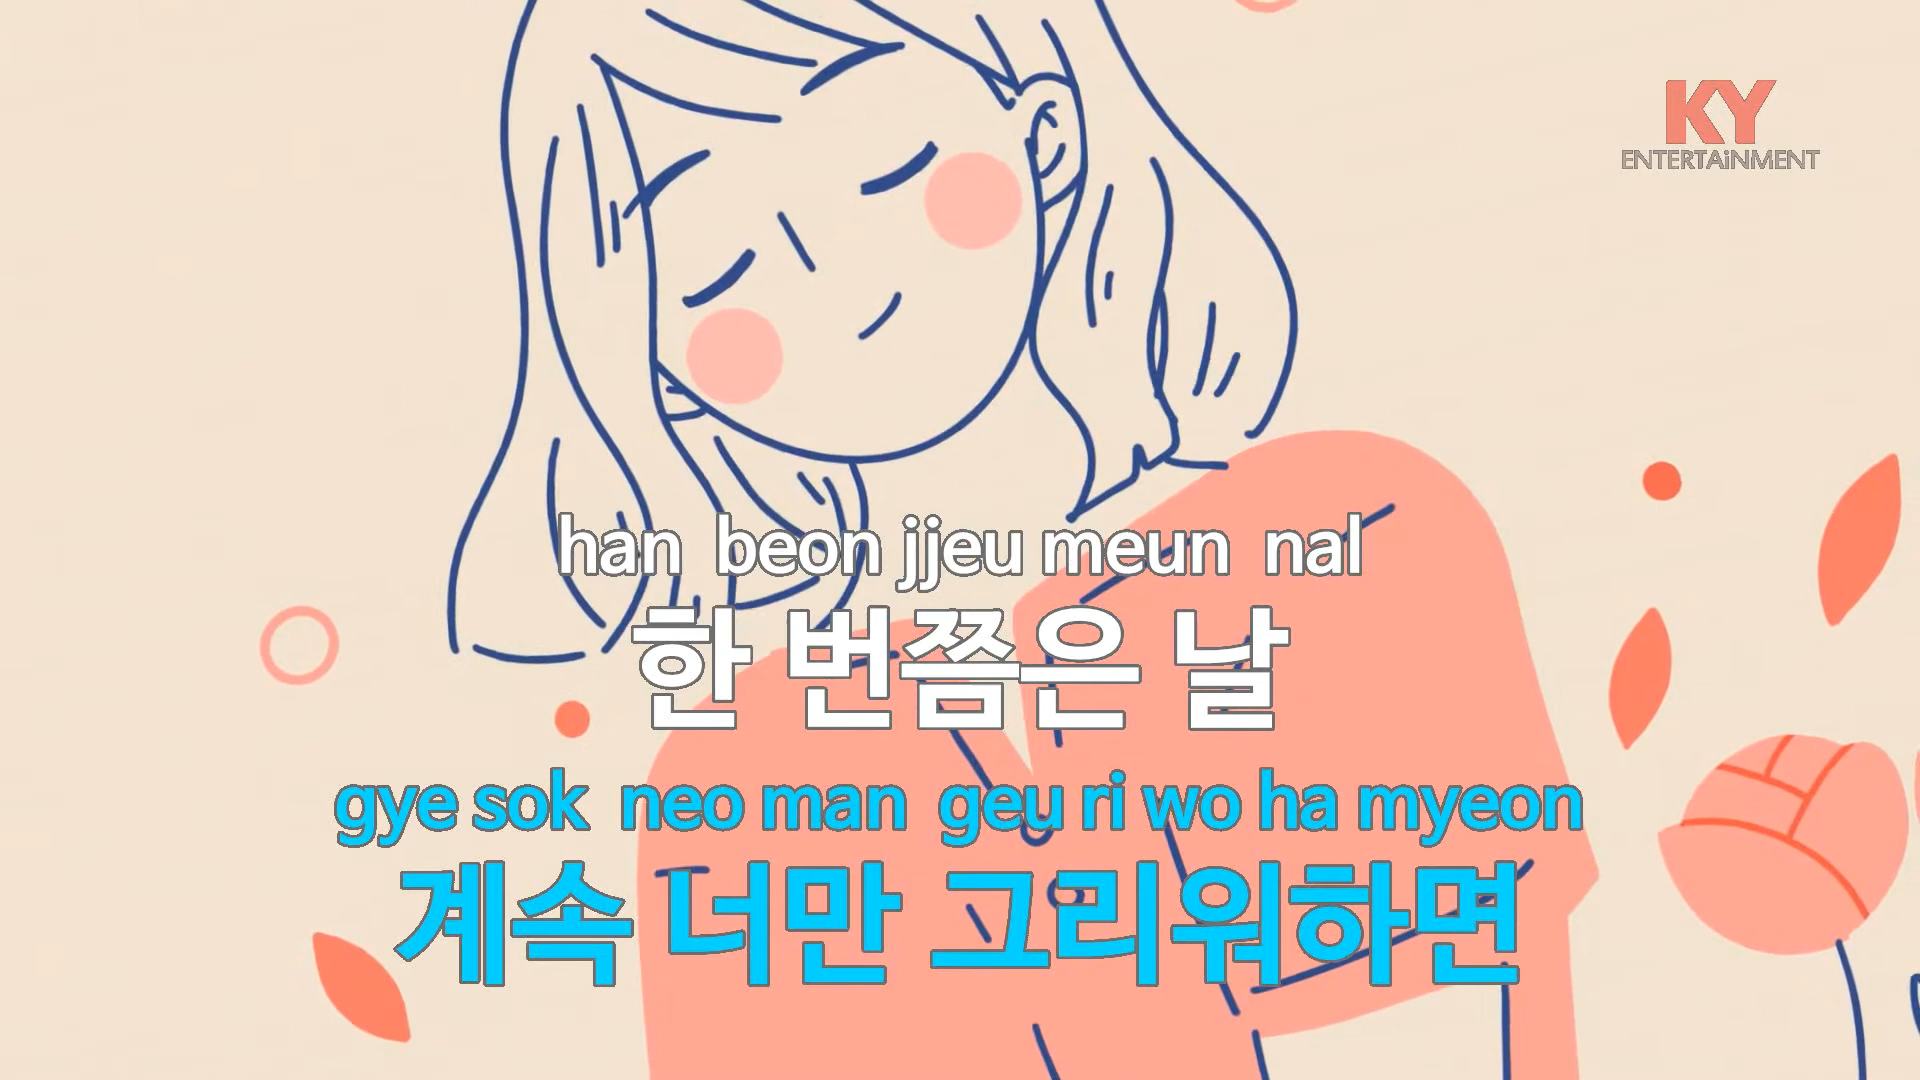 KY
ENTERTAiNMENT
han beon jjeu meun nal
한 번쯤은 날
gye sok neo man geu ri wo ha myeon
계속 너만 그리워하면